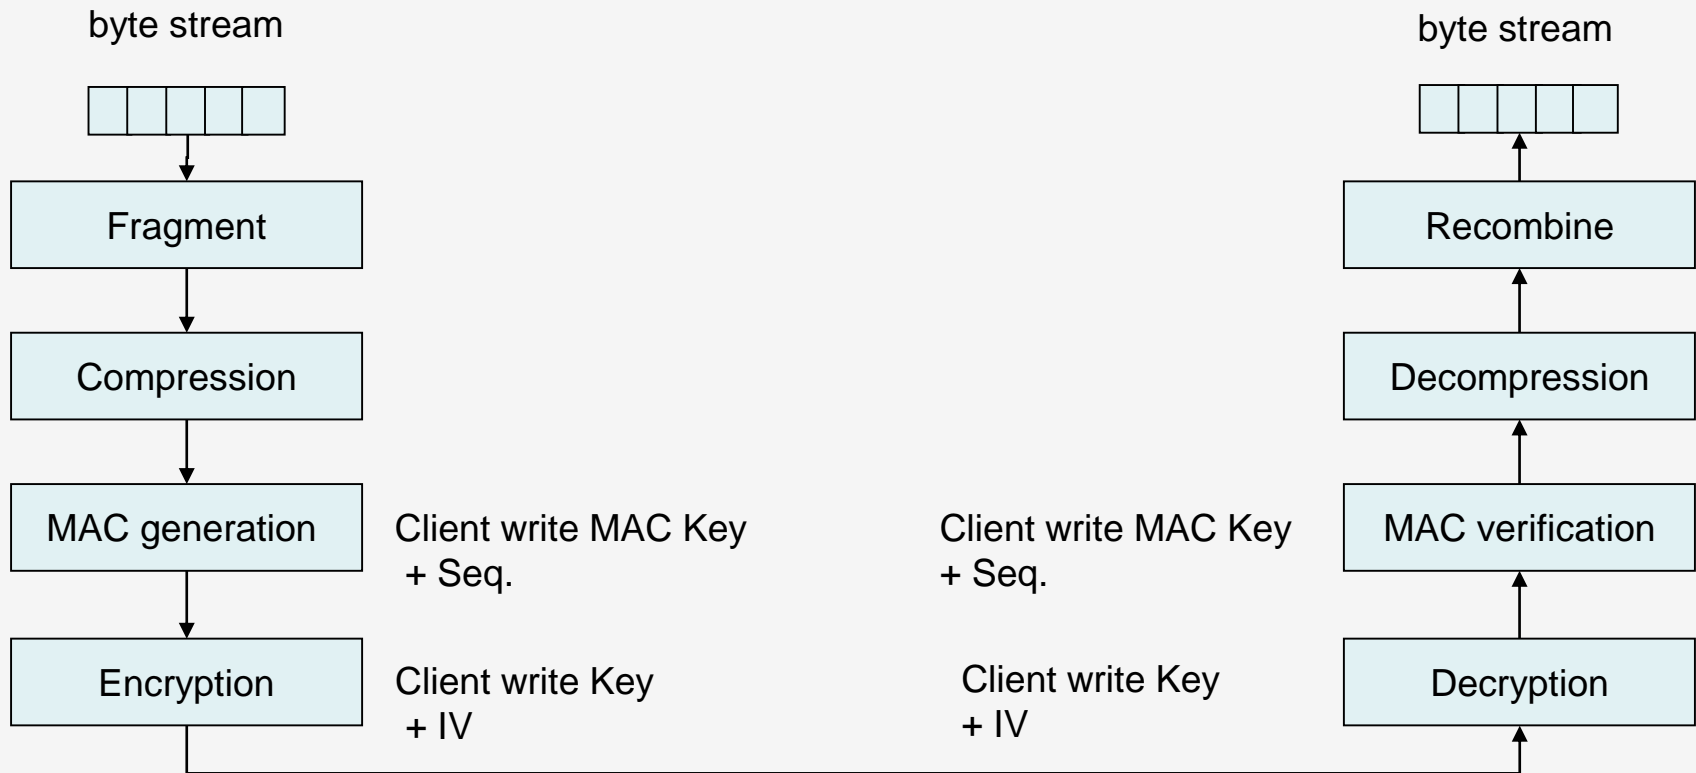 byte stream
Fragment
Compression
MAC generation
Client write MAC Key
+ Seq.
Encryption
Client write Key
+ IV
byte stream
Recombine
Decompression
Client write MAC Key
+ Seq.
MAC verification
Client write Key
+ IV
Decryption